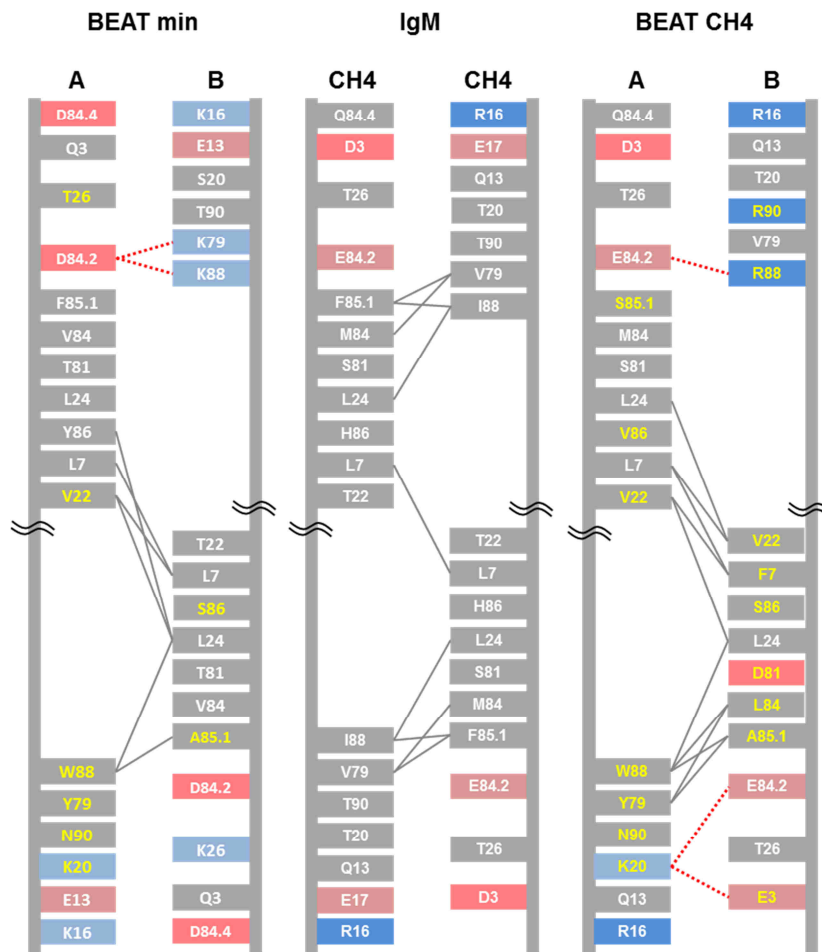 BEAT min
IgM
BEAT CH4
A
B
CH4
CH4
A
B
D84.4
Q3
T26
D84.2
F85.1
V84
T81
L24
Y86
L7
V22
W88
Y79
N90
K20
E13
K16
K16
E13
S20
T90
K79
K88
T22
L7
S86
L24
T81
V84
A85.1
D84.2
K26
Q3
D84.4
Q84.4
D3
T26
E84.2
F85.1
M84
S81
L24
H86
L7
T22
I88
V79
T90
T20
Q13
E17
R16
R16
E17
Q13
T20
T90
V79
I88
T22
L7
H86
L24
S81
M84
F85.1
E84.2
T26
D3
Q84.4
D3
T26
E84.2
S85.1
M84
S81
L24
V86
L7
V22
W88
Y79
N90
K20
Q13
R16
R16
Q13
T20
R90
V79
R88
V22
F7
S86
L24
D81
L84
A85.1
E84.2
T26
E3